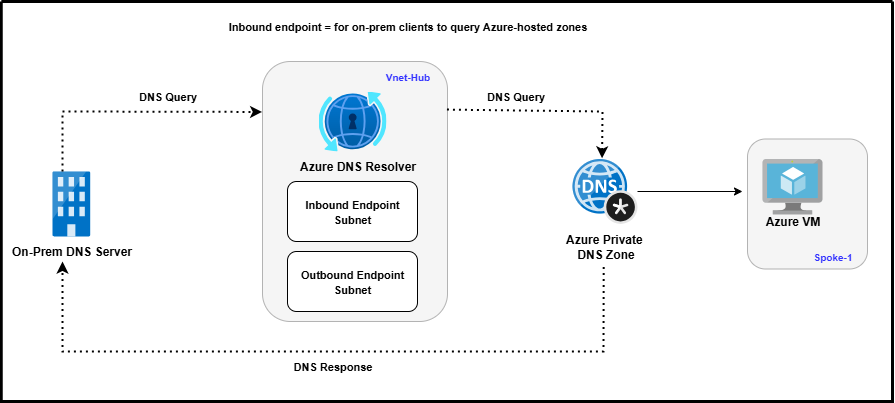 Inbound endpoint = for on-prem clients to query Azure-hosted zones
Vnet-Hub
DNS Query
DNS Query
Azure DNS Resolver
Inbound Endpoint
Subnet
Outbound Endpoint
Subnet
On-Prem DNS Server
DNS
Azure Private
DNS Zone
Azure VM
Spoke-1
DNS Response